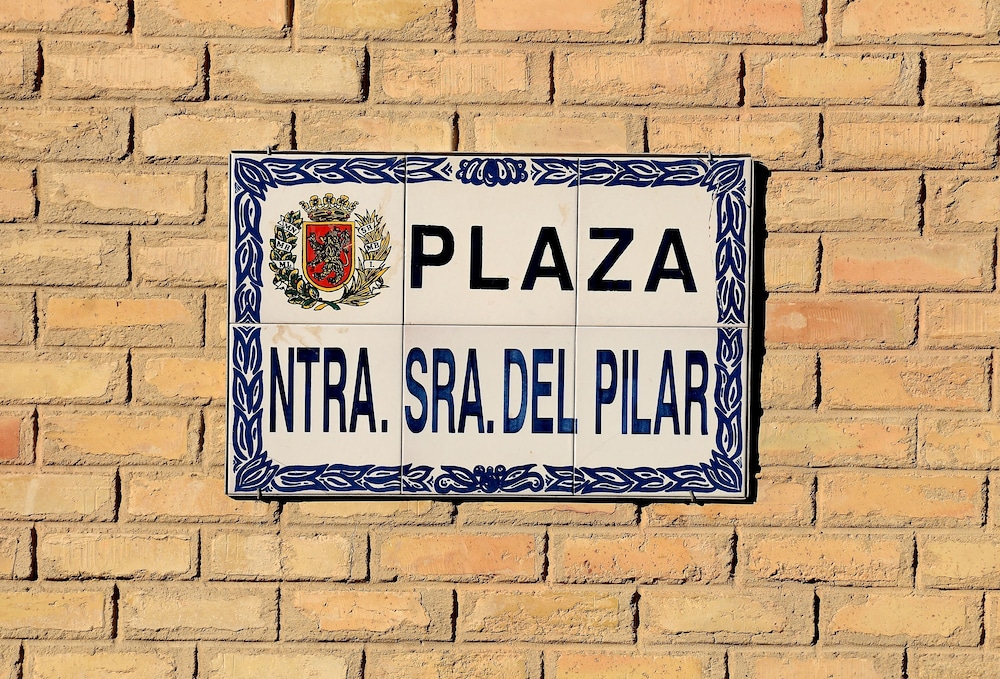 PLAZA
NTRA. SRA. DEL PILAR